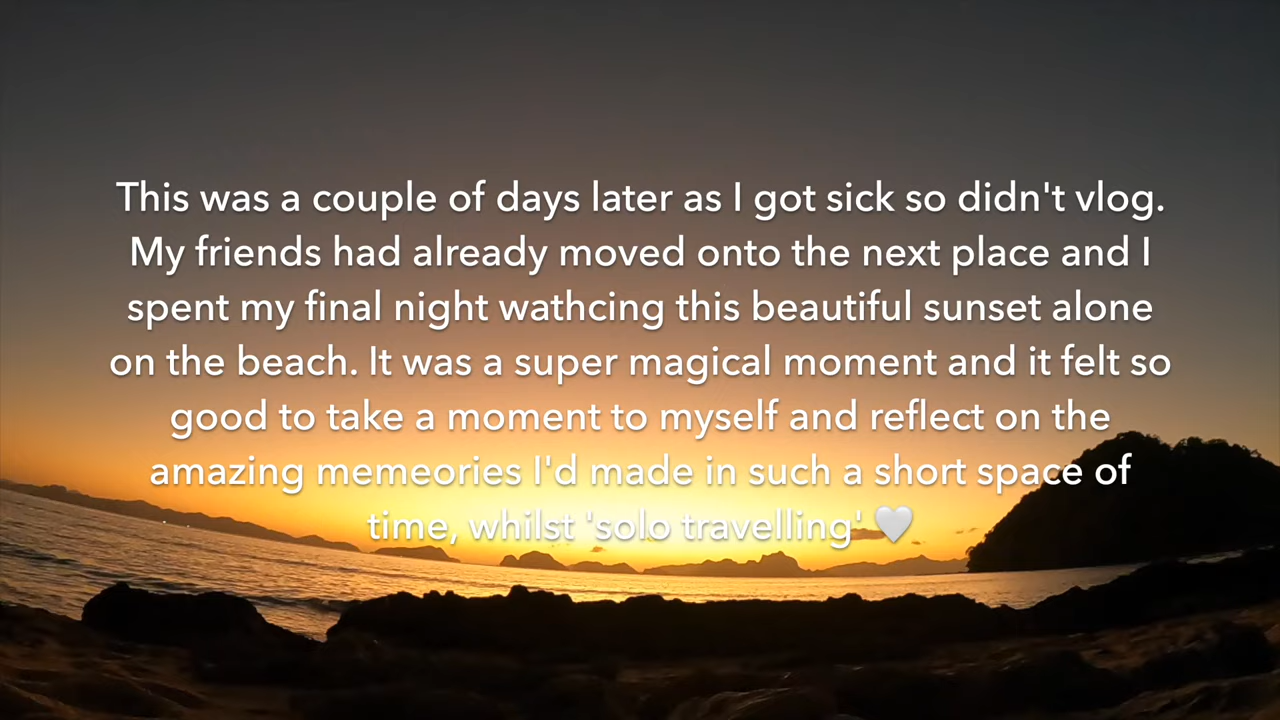 This was a couple of days later as I got sick so didn't vlog.
My friends had already moved onto the next place and I
spent my final night wathcing this beautiful sunset alone
on the beach. It was a super magical moment and it felt so
good to take a moment to myself and reflect on the
amazing memeories I'd made in such a short space of
time, whilst 'solo travelling' 🤍